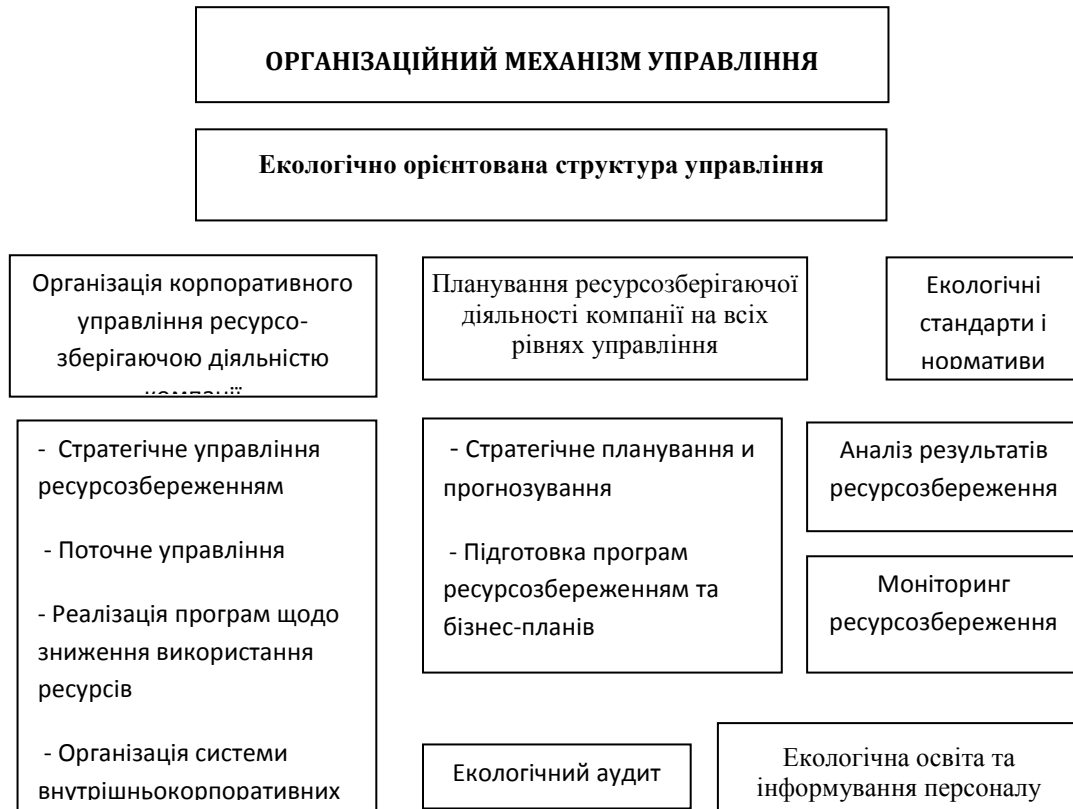 ОРГАНІЗАЦІЙНИЙ МЕХАНІЗМ УПРАВЛІННЯ
Екологічно орієнтована структура управління
Організація корпоративного
управління ресурсо-
зберігаючою діяльністю
компанії
Планування ресурсозберігаючої
діяльності компанії на всіх
рівнях управління
Екологічні
стандарти і
нормативи
- Стратегічне управління
ресурсозбереженням
- Поточне управління
- Реалізація програм щодо
зниження використання
ресурсів
- Організація системи
внутрішньокорпоративних
- Стратегічне планування и
прогнозування
- Підготовка програм
ресурсозбереженням та
бізнес-планів
Аналіз результатів
ресурсозбереження
Моніторинг
ресурсозбереження
Екологічний аудит
Екологічна освіта та
інформування персоналу